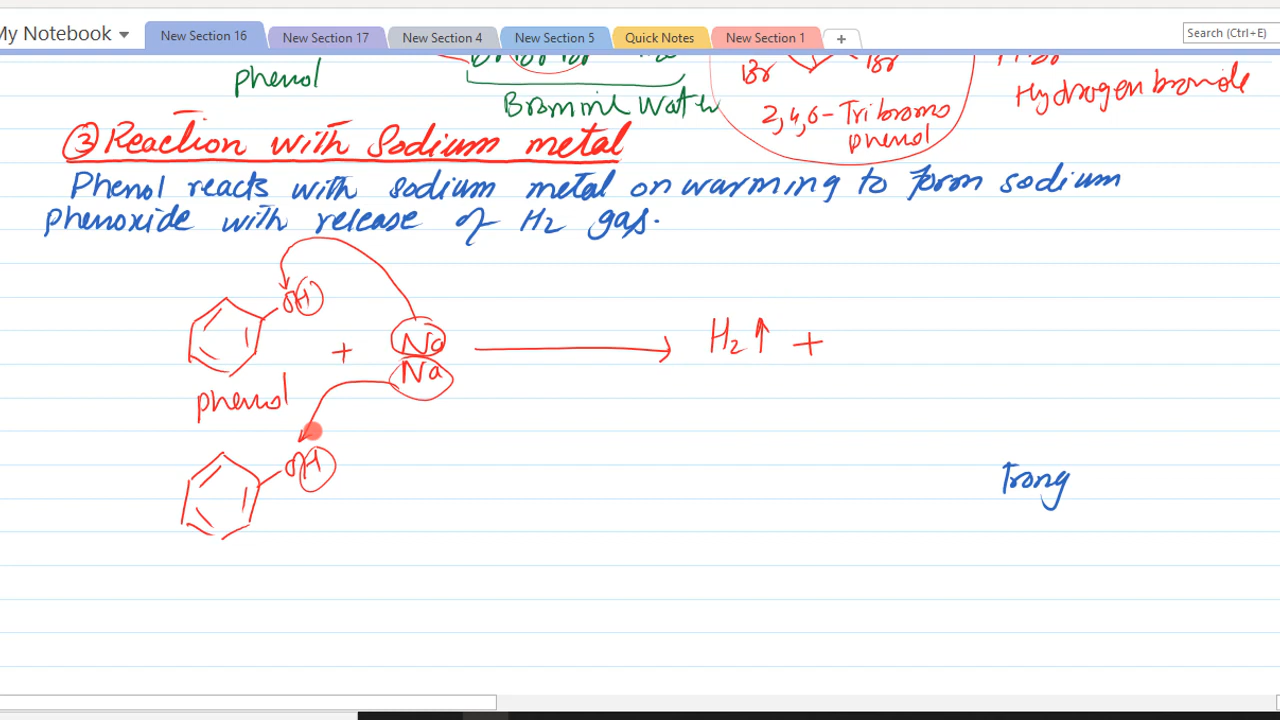 My Notebook
New Section 16 New Section 17 New Section 4 New Section 5 Quick Notes New Section 1 +
Search (Ctrl+E)
phenol
Bromine Water
Br Br
2,4,6-Tribromo
phenol
Hydrogen bromide
③ Reaction with Sodium metal
Phenol reacts with sodium metal on warming to form sodium
phenoxide with release of H2 gas.
OH
+ Na H2↑ +
Na
phenol
OH
Trong